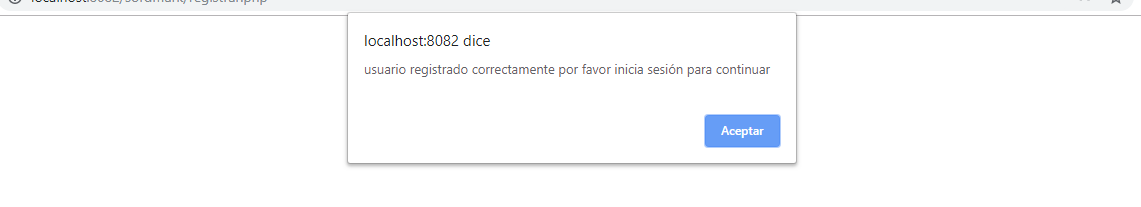 localhost:8082 dice
usuario registrado correctamente por favor inicia sesión para continuar
Aceptar